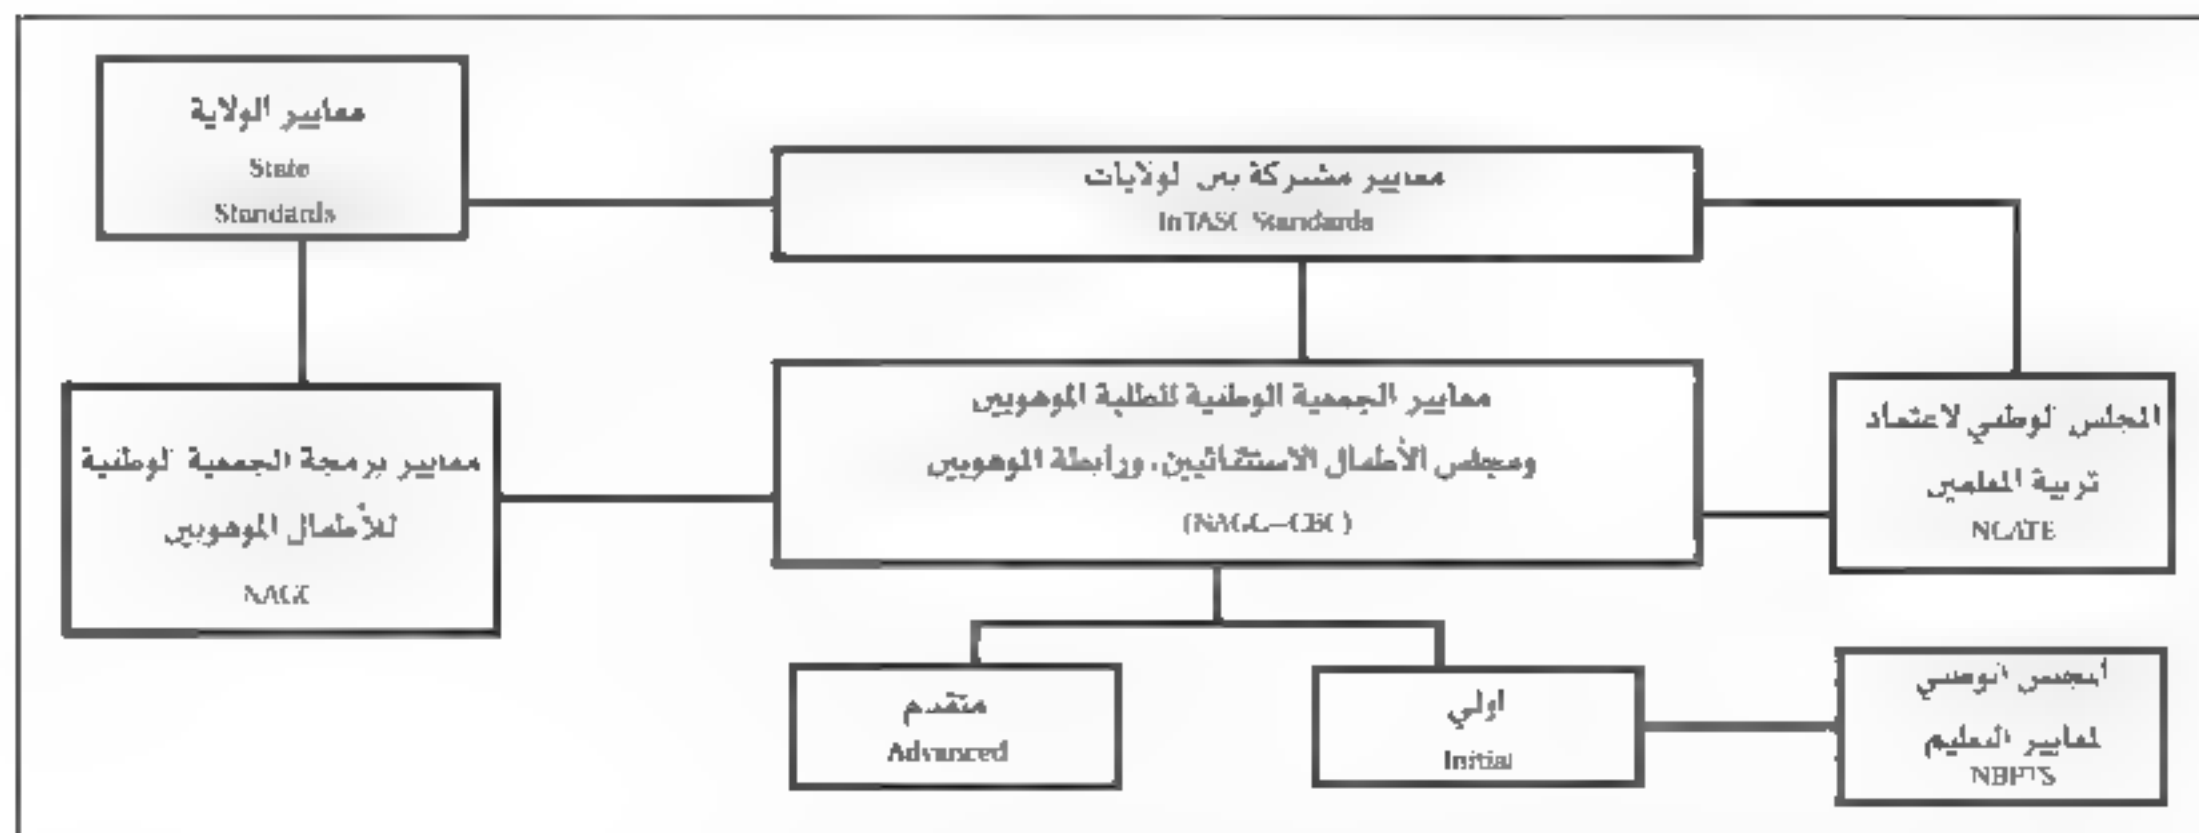 معايير الولاية
State
Standards
معايير مشتركة بين الولايات
InTASC Standards
معايير الجمعية الوطنية للطلبة الموهوبين
ومجلس الأطفال الاستثنائيين، ورابطة الموهوبين
(NAGC–CEC)
المجلس الوطني لاعتماد
تربية المعلمين
NCATE
معايير برمجة الجمعية الوطنية
للأطفال الموهوبين
NAGC
متقدم
Advanced
اولي
Initial
المجلس الوطني
لمعايير التعليم
NBPTS